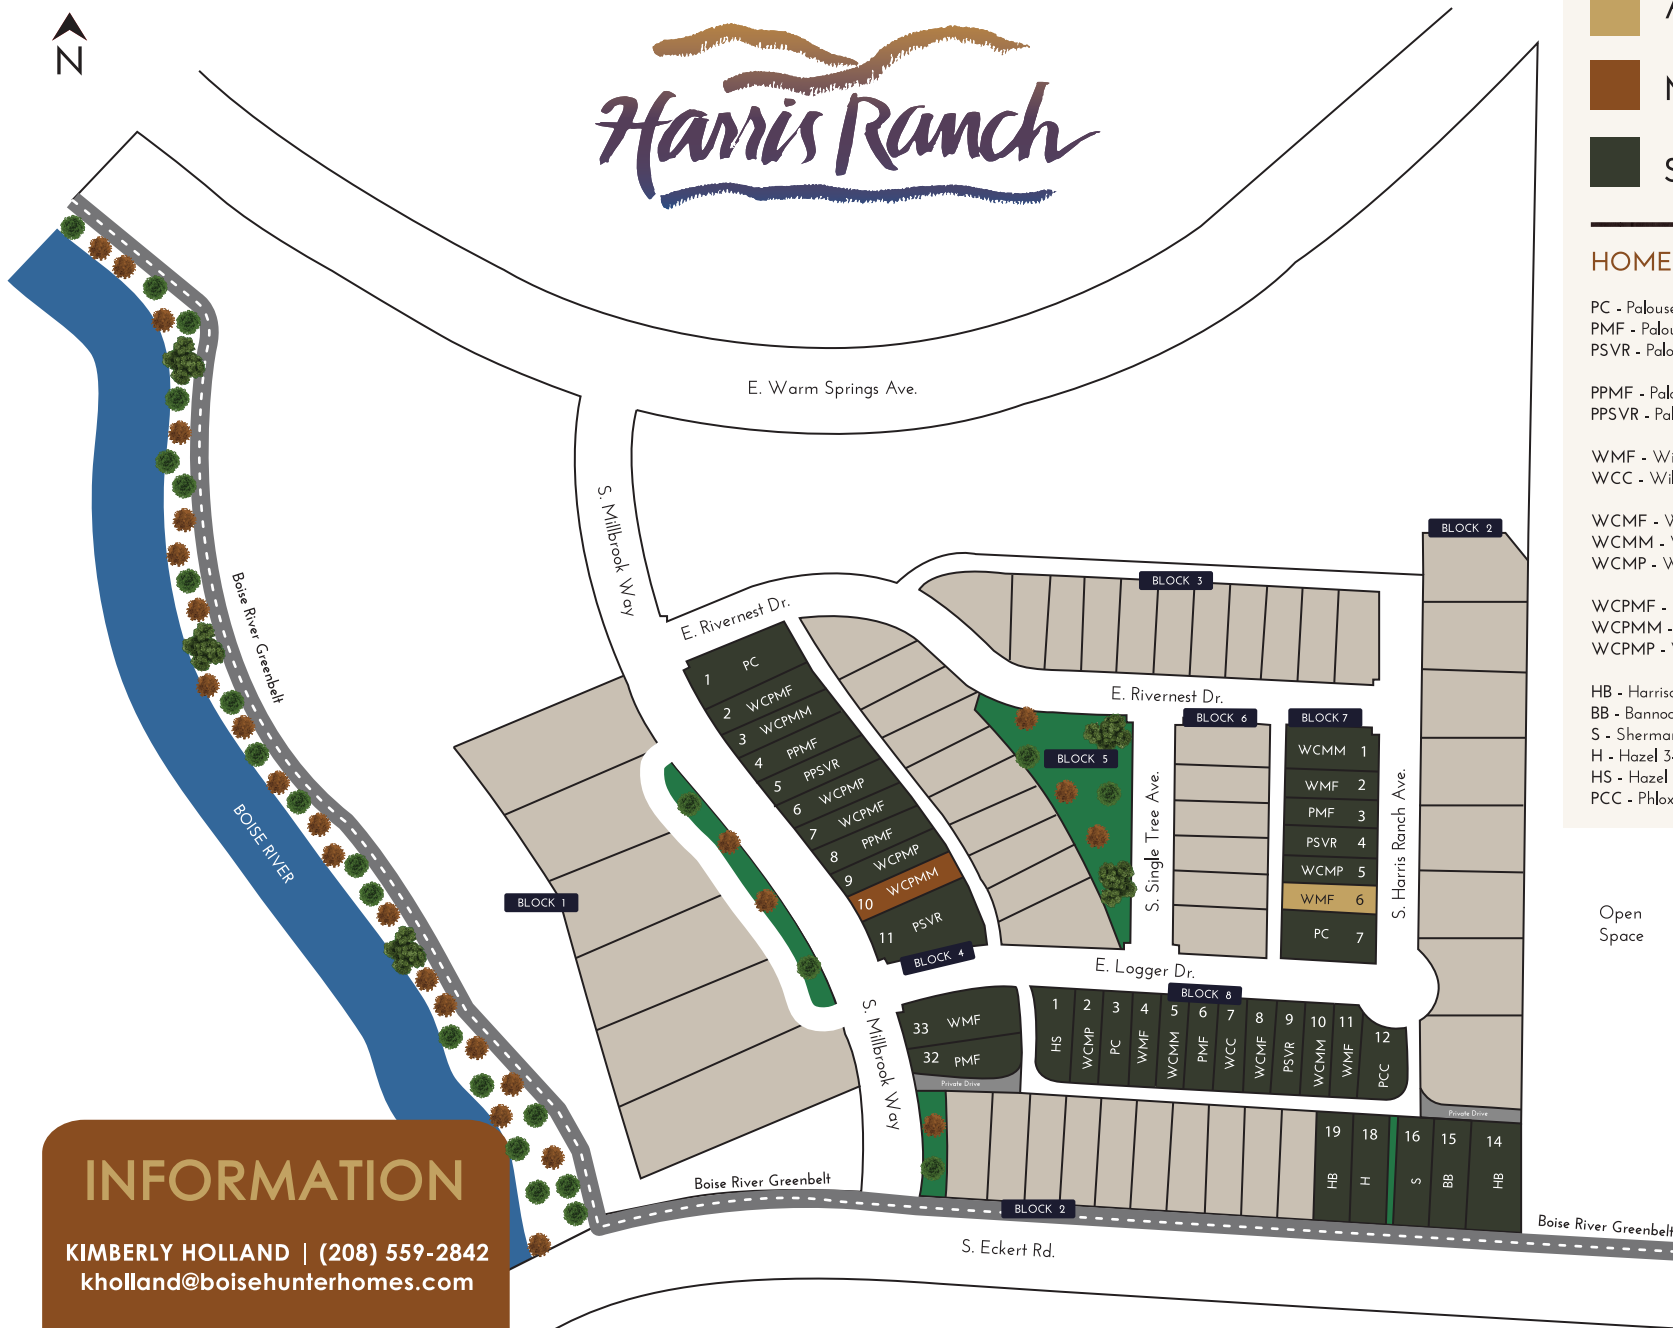 N
Harris Ranch
HOME
PC - Palouse
PMF - Palou
PSVR - Palo
PPMF - Palo
PPSVR - Pal
WMF - Wi
WCC - Wil
WCMF - W
WCMM -
WCMP - W
WCPMF -
WCPMM -
WCPMP -
HB - Harriso
BB - Bannoc
S - Sherman
H - Hazel 3
HS - Hazel
PCC - Phlox
Open
Space
E. Warm Springs Ave.
S. Millbrook Way
E. Rivernest Dr.
Boise River Greenbelt
BOISE RIVER
BLOCK 1
BLOCK 2
BLOCK 3
E. Rivernest Dr.
BLOCK 5
BLOCK 6
BLOCK 7
S. Single Tree Ave.
S. Harris Ranch Ave.
1 PC
2 WCPMF
3 WCPMM
4 PPMF
5 PPSVR
6 WCPMP
7 WCPMF
8 PPMF
9 WCPMP
10 WCPMM
11 PSVR
BLOCK 4
WCMM 1
WMF 2
PMF 3
PSVR 4
WCMP 5
WMF 6
PC 7
E. Logger Dr.
BLOCK 8
1 HS
2 WCMP
3 PC
4 WMF
5 WCMM
6 PMF
7 WCC
8 WCMF
9 PSVR
10 WCMM
11 WMF
12 PCC
33 WMF
32 PMF
Private Drive
S. Millbrook Way
Private Drive
19 HB
18 H
16 S
15 BB
14 HB
Boise River Greenbelt
BLOCK 2
Boise River Greenbelt
S. Eckert Rd.
INFORMATION
KIMBERLY HOLLAND | (208) 559-2842
kholland@boisehunterhomes.com